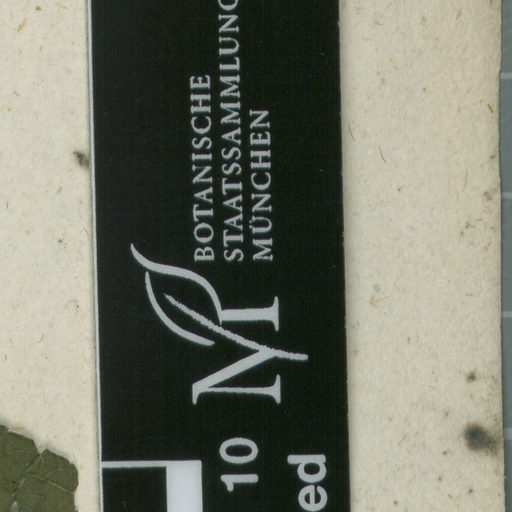 BOTANISCHE
STAATSSAMMLUNG
MÜNCHEN
M
10
ed